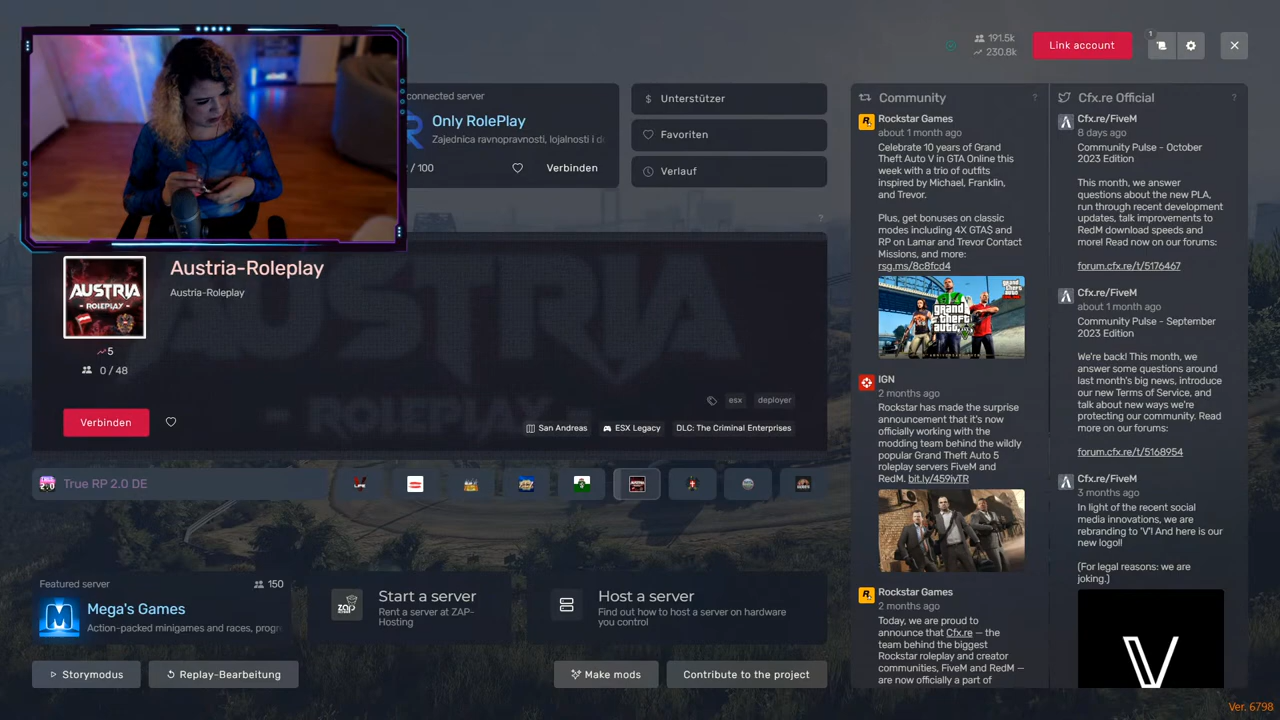 191.5k
230.8k
Link account
1
connected server
Only RolePlay
Zajednica ravnopravnosti, lojalnosti i d
/100
Verbinden
Unterstützer
Favoriten
Verlauf
?
Austria-Roleplay
Austria-Roleplay
AUSTRIA
- ROLEPLAY -
5
0 / 48
Verbinden
esx
deployer
San Andreas
ESX Legacy
DLC: The Criminal Enterprises
AUSTRIA
- ROLEPLAY -
True RP 2.0 DE
Featured server
150
Mega's Games
Action-packed minigames and races, progr
ZAP
Start a server
Rent a server at ZAP-
Hosting
Host a server
Find out how to host a server on hardware
you control
Storymodus
Replay-Bearbeitung
Make mods
Contribute to the project
Community
?
Rockstar Games
about 1 month ago
Celebrate 10 years of Grand
Theft Auto V in GTA Online this
week with a trio of outfits
inspired by Michael, Franklin,
and Trevor.
Plus, get bonuses on classic
modes including 4X GTA$ and
RP on Lamar and Trevor Contact
Missions, and more:
rsg.ms/8c8fcd4
grand
theft
auto
IGN
2 months ago
Rockstar has made the surprise
announcement that it's now
officially working with the
modding team behind the wildly
popular Grand Theft Auto 5
roleplay servers FiveM and
RedM. bit.ly/459IyTR
Rockstar Games
2 months ago
Today, we are proud to
announce that Cfx.re — the
team behind the biggest
Rockstar roleplay and creator
communities, FiveM and RedM —
are now officially a part of
Cfx.re Official
?
Cfx.re/FiveM
8 days ago
Community Pulse - October
2023 Edition
This month, we answer
questions about the new PLA,
run through recent development
updates, talk improvements to
RedM download speeds and
more! Read now on our forums:
forum.cfx.re/t/5176467
Cfx.re/FiveM
about 1 month ago
Community Pulse - September
2023 Edition
We're back! This month, we
answer some questions around
last month's big news, introduce
our new Terms of Service, and
talk about new ways we're
protecting our community. Read
more on our forums:
forum.cfx.re/t/5168954
Cfx.re/FiveM
3 months ago
In light of the recent social
media innovations, we are
rebranding to 'V'! And here is our
new logo!!
(For legal reasons: we are
joking.)
V
Ver. 6798